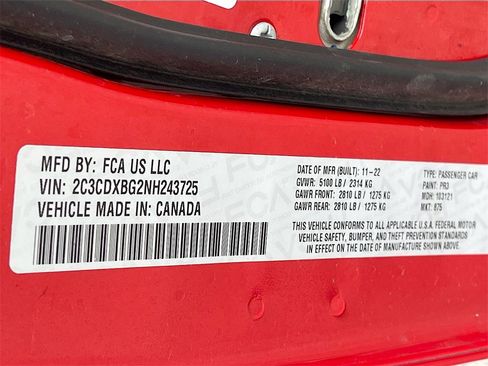 MFD BY: FCA US LLC
VIN: 2C3CDXBG2NH243725
VEHICLE MADE IN: CANADA
DATE OF MFR (BUILT): 11-22
GVWR: 5100 LB / 2314 KG
GAWR FRONT: 2810 LB / 1275 KG
GAWR REAR: 2810 LB / 1275 KG
TYPE: PASSENGER CAR
PAINT: PR3
MDH: 103121
MKT: 875
THIS VEHICLE CONFORMS TO ALL APPLICABLE U.S.A. FEDERAL MOTOR
VEHICLE SAFETY, BUMPER, AND THEFT PREVENTION STANDARDS
IN EFFECT ON THE DATE OF MANUFACTURE SHOWN ABOVE.